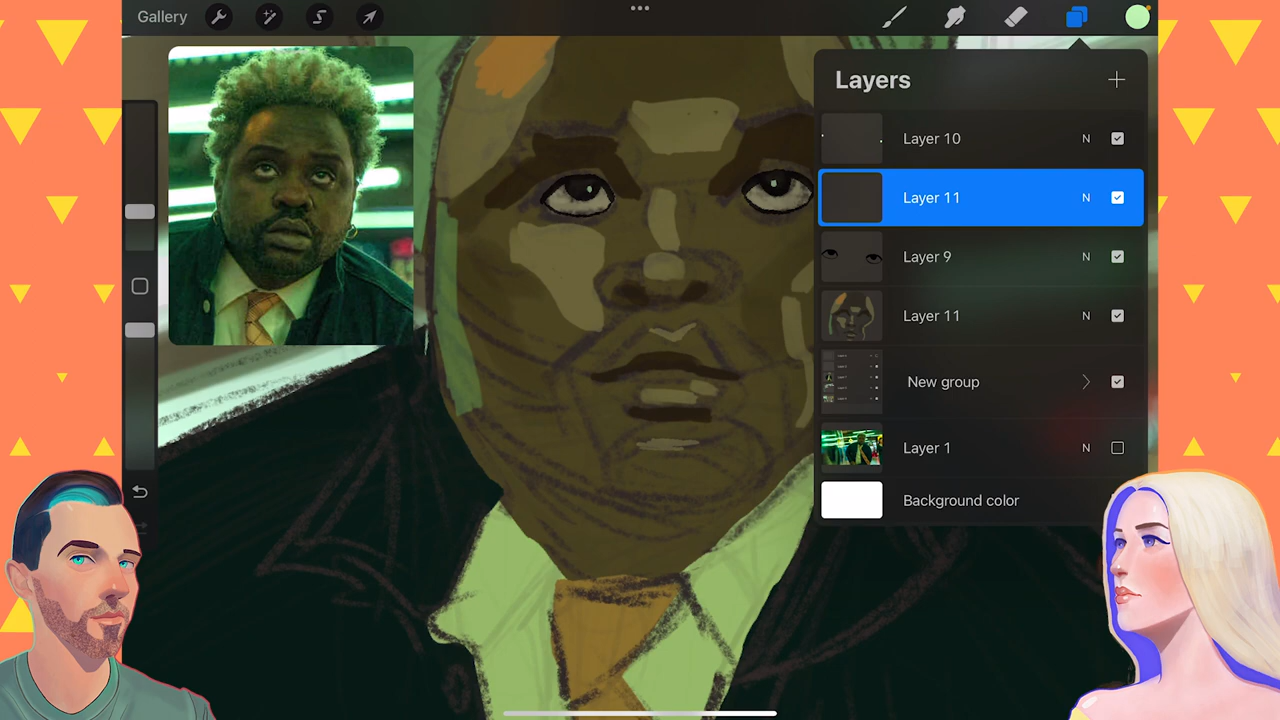 Gallery
Layers
Layer 10 N
Layer 11 N
Layer 9 N
Layer 11 N
New group
Layer 1 N
Background color